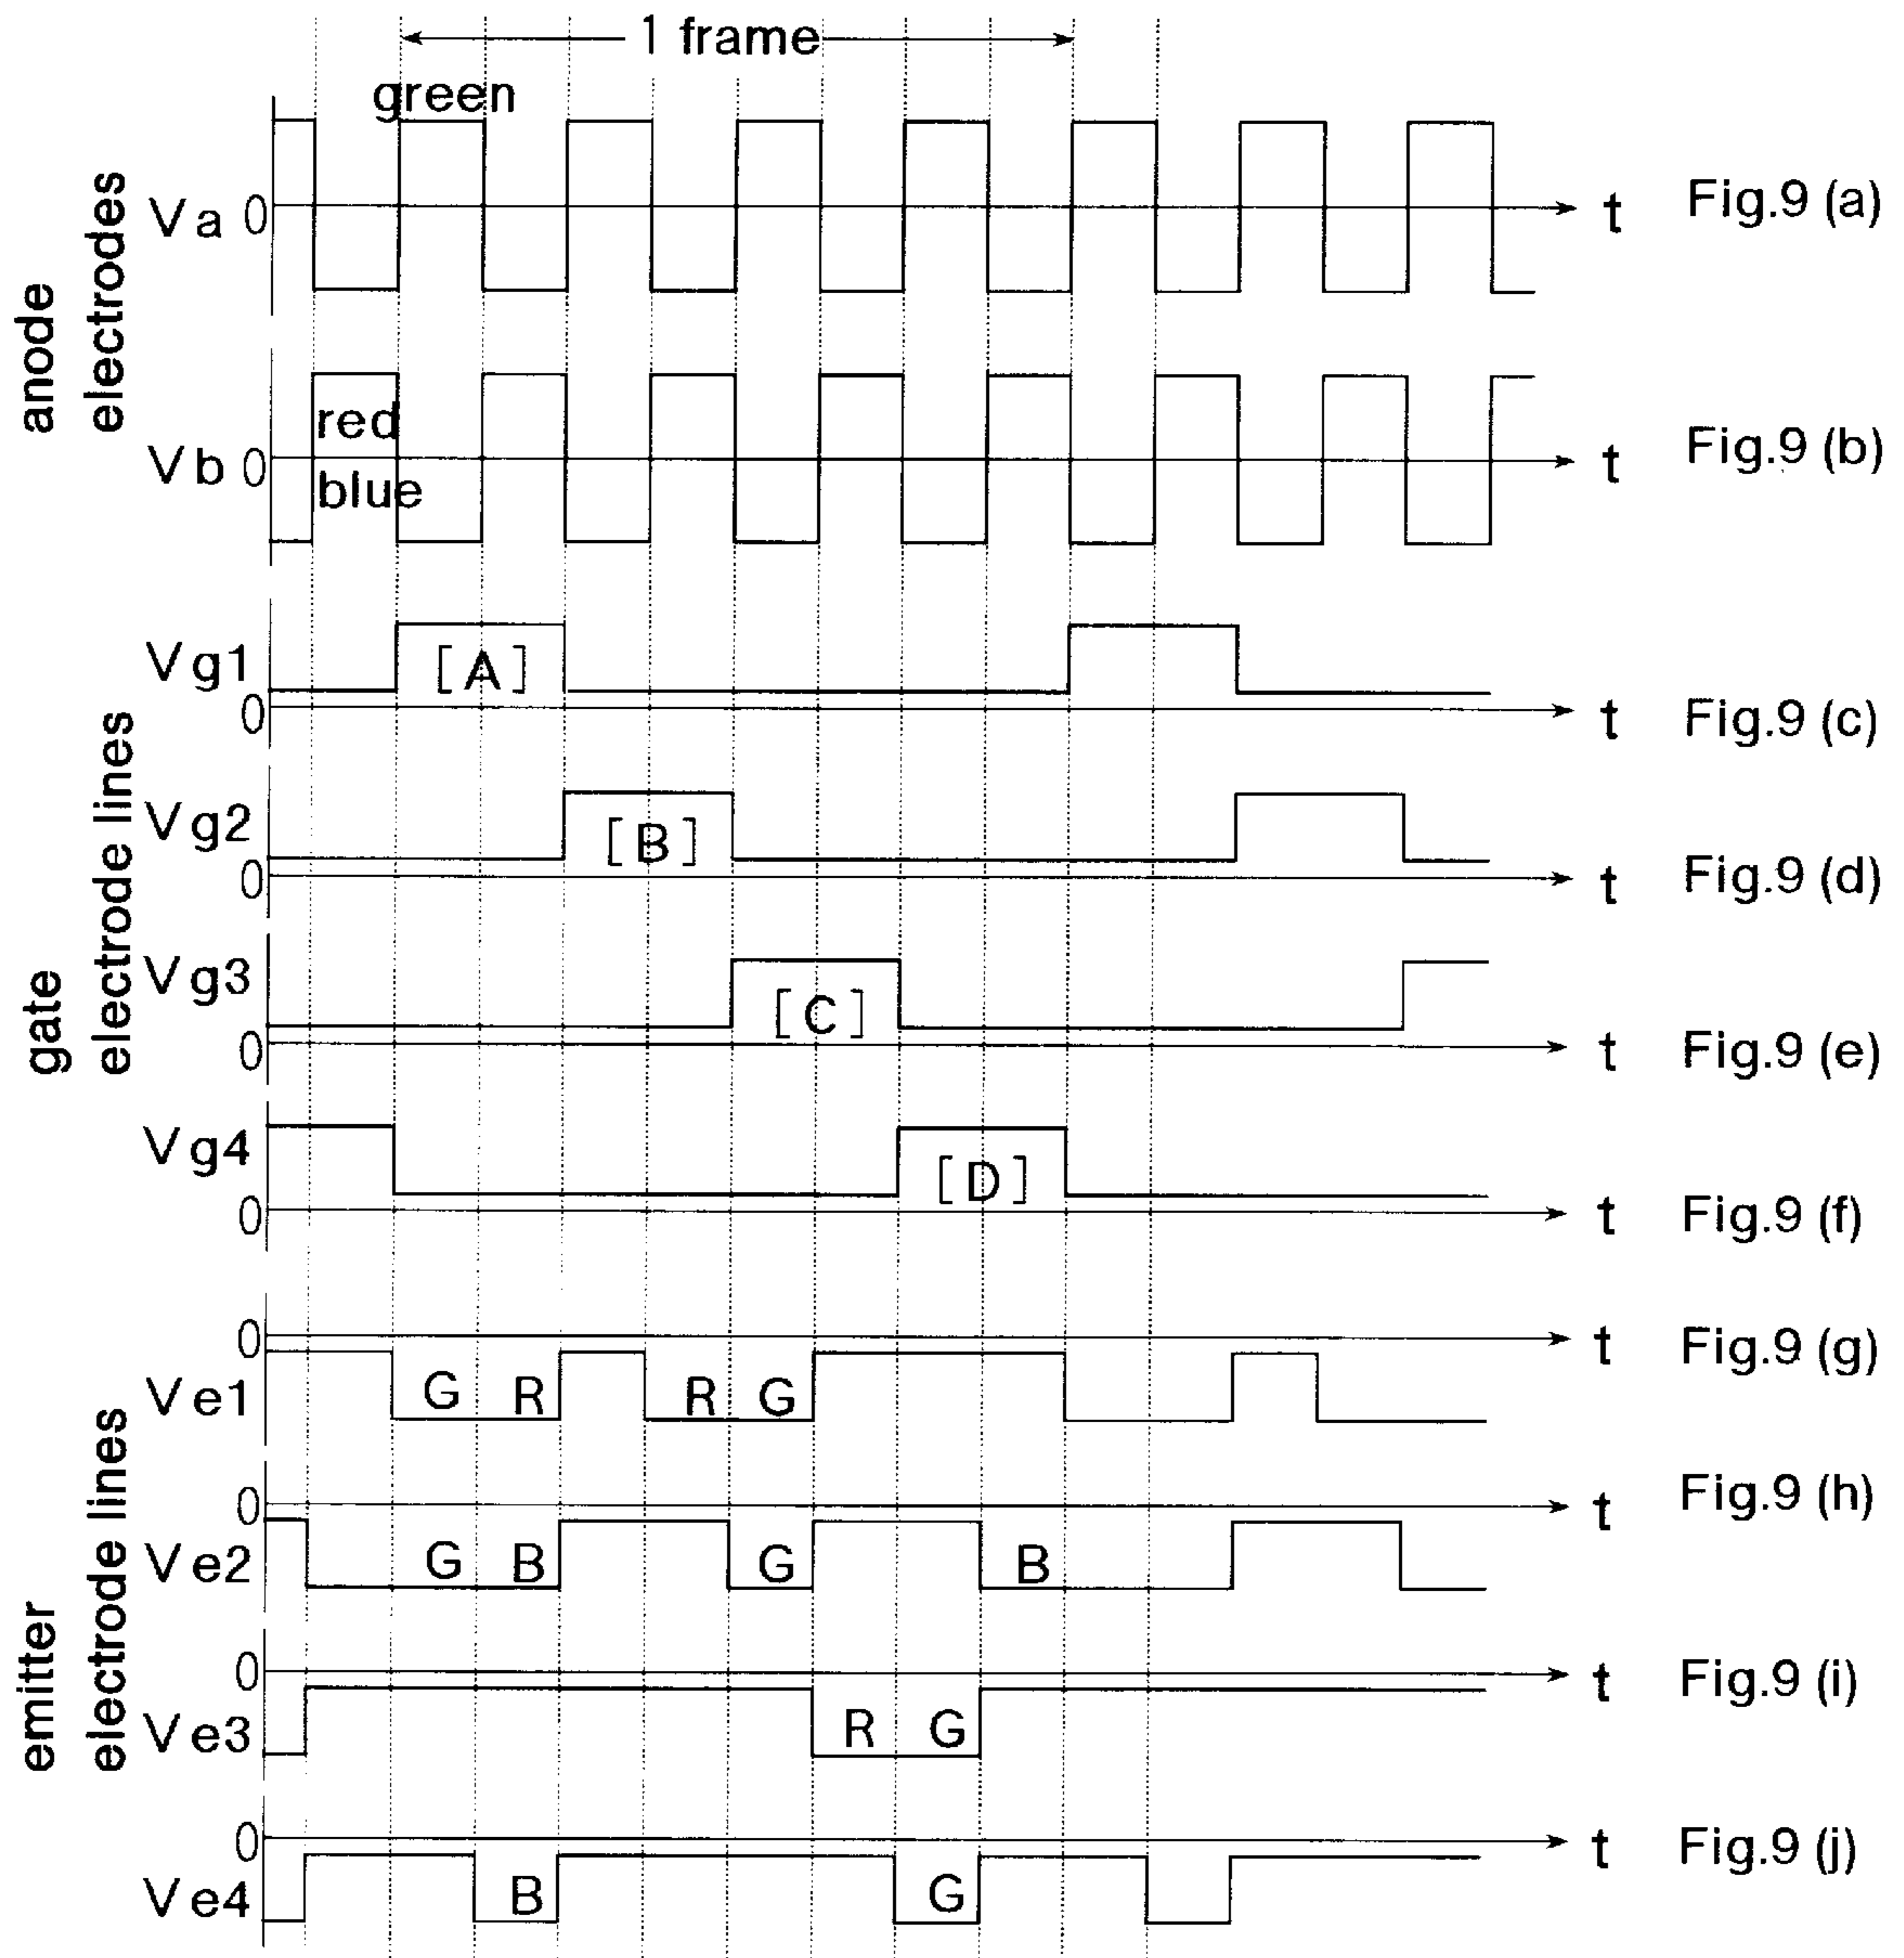 1 frame
green
anode electrodes
Va 0 t Fig.9 (a)
red
Vb 0 t Fig.9 (b)
blue
gate electrode lines
Vg1 [A]
0 t Fig.9 (c)
Vg2 [B]
0 t Fig.9 (d)
Vg3 [C]
0 t Fig.9 (e)
Vg4 [D]
0 t Fig.9 (f)
emitter electrode lines
0 t Fig.9 (g)
Ve1 G R R G
0 t Fig.9 (h)
Ve2 G B G B
0 t Fig.9 (i)
Ve3 R G
0 t Fig.9 (j)
Ve4 B G